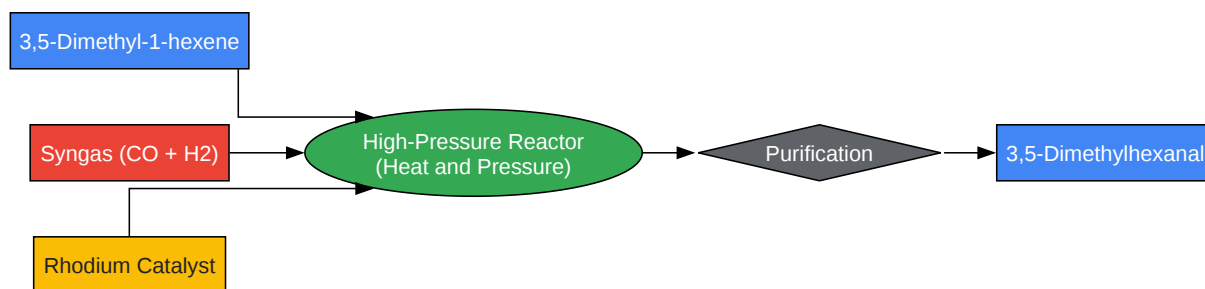 3,5-Dimethyl-1-hexene
Syngas (CO + H2)
Rhodium Catalyst
High-Pressure Reactor
(Heat and Pressure)
Purification
3,5-Dimethylhexanal